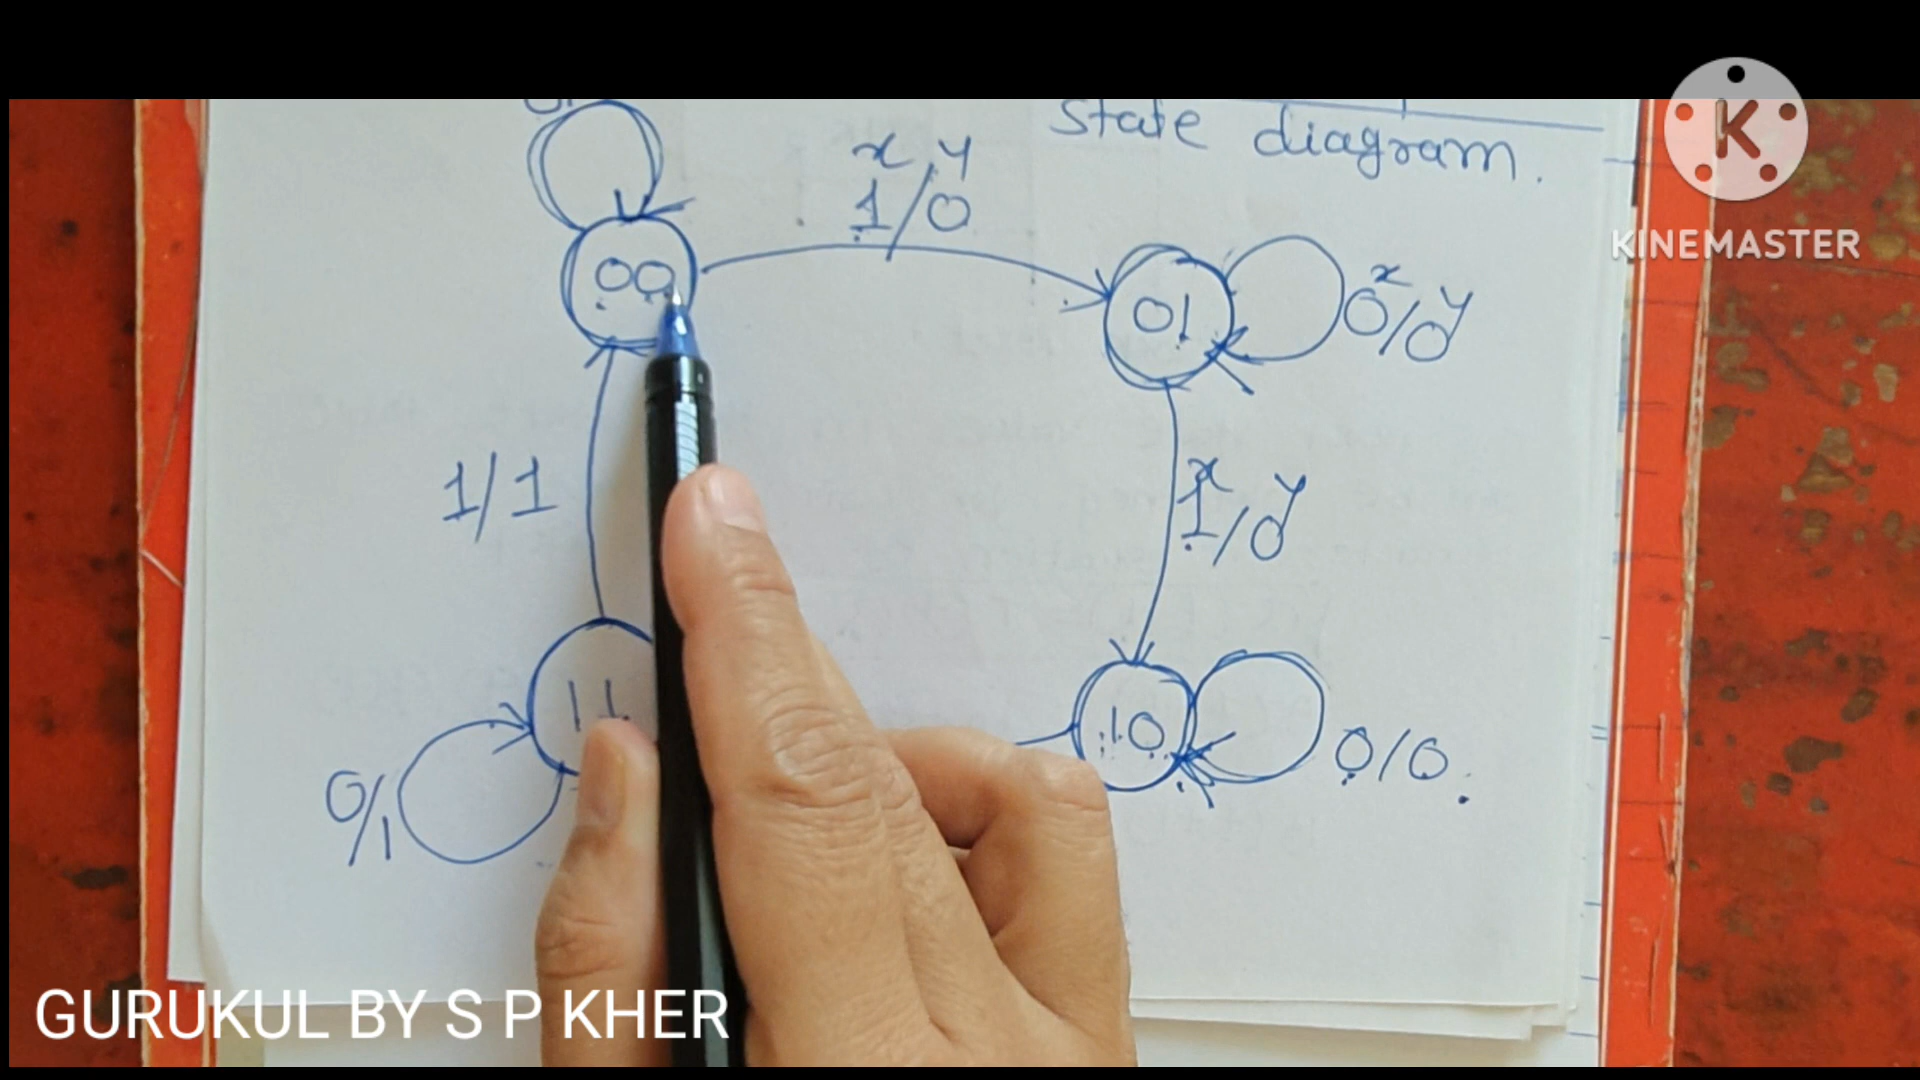 State diagram.
x y
1/0
00
01
x y
0/0
1/1
x y
1/0
11
10
0/1
0/0.
KINEMASTER
GURUKUL BY S P KHER